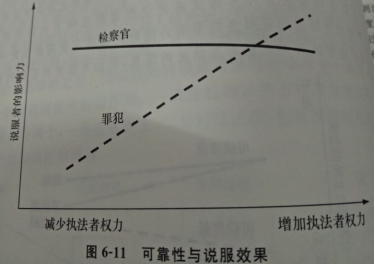 检察官
说服者的影响力
罪犯
减少执法者权力
增加执法者权力
图 6-11 可靠性与说服效果